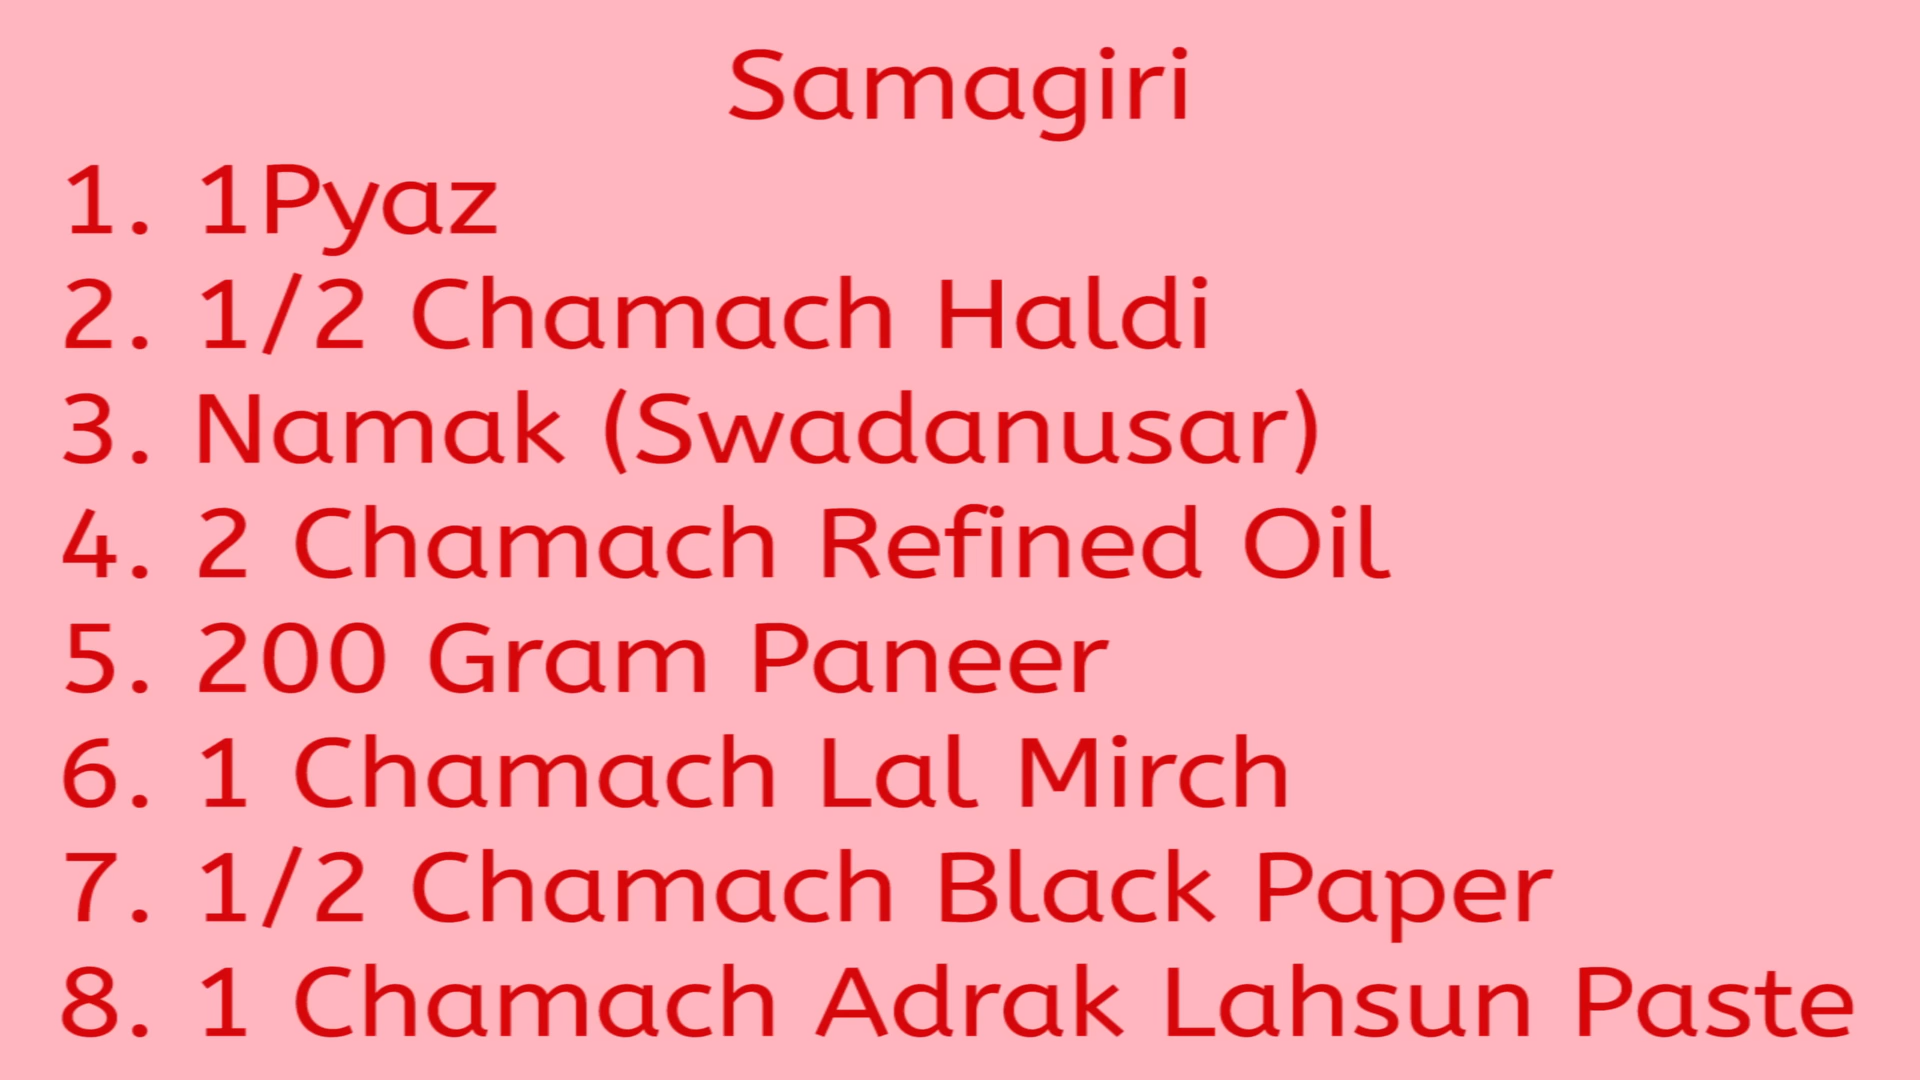 Samagiri
1. 1Pyaz
2. 1/2 Chamach Haldi
3. Namak (Swadanusar)
4. 2 Chamach Refined Oil
5. 200 Gram Paneer
6. 1 Chamach Lal Mirch
7. 1/2 Chamach Black Paper
8. 1 Chamach Adrak Lahsun Paste